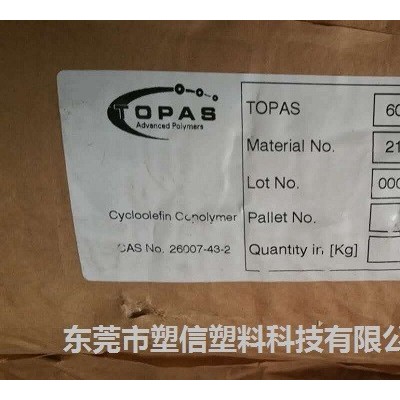 TOPAS
Advanced Polymers
Cycloolefin Copolymer
CAS No. 26007-43-2
TOPAS 60
Material No. 21
Lot No. 000
Pallet No.
Quantity in [Kg]
东莞市塑信塑料科技有限公